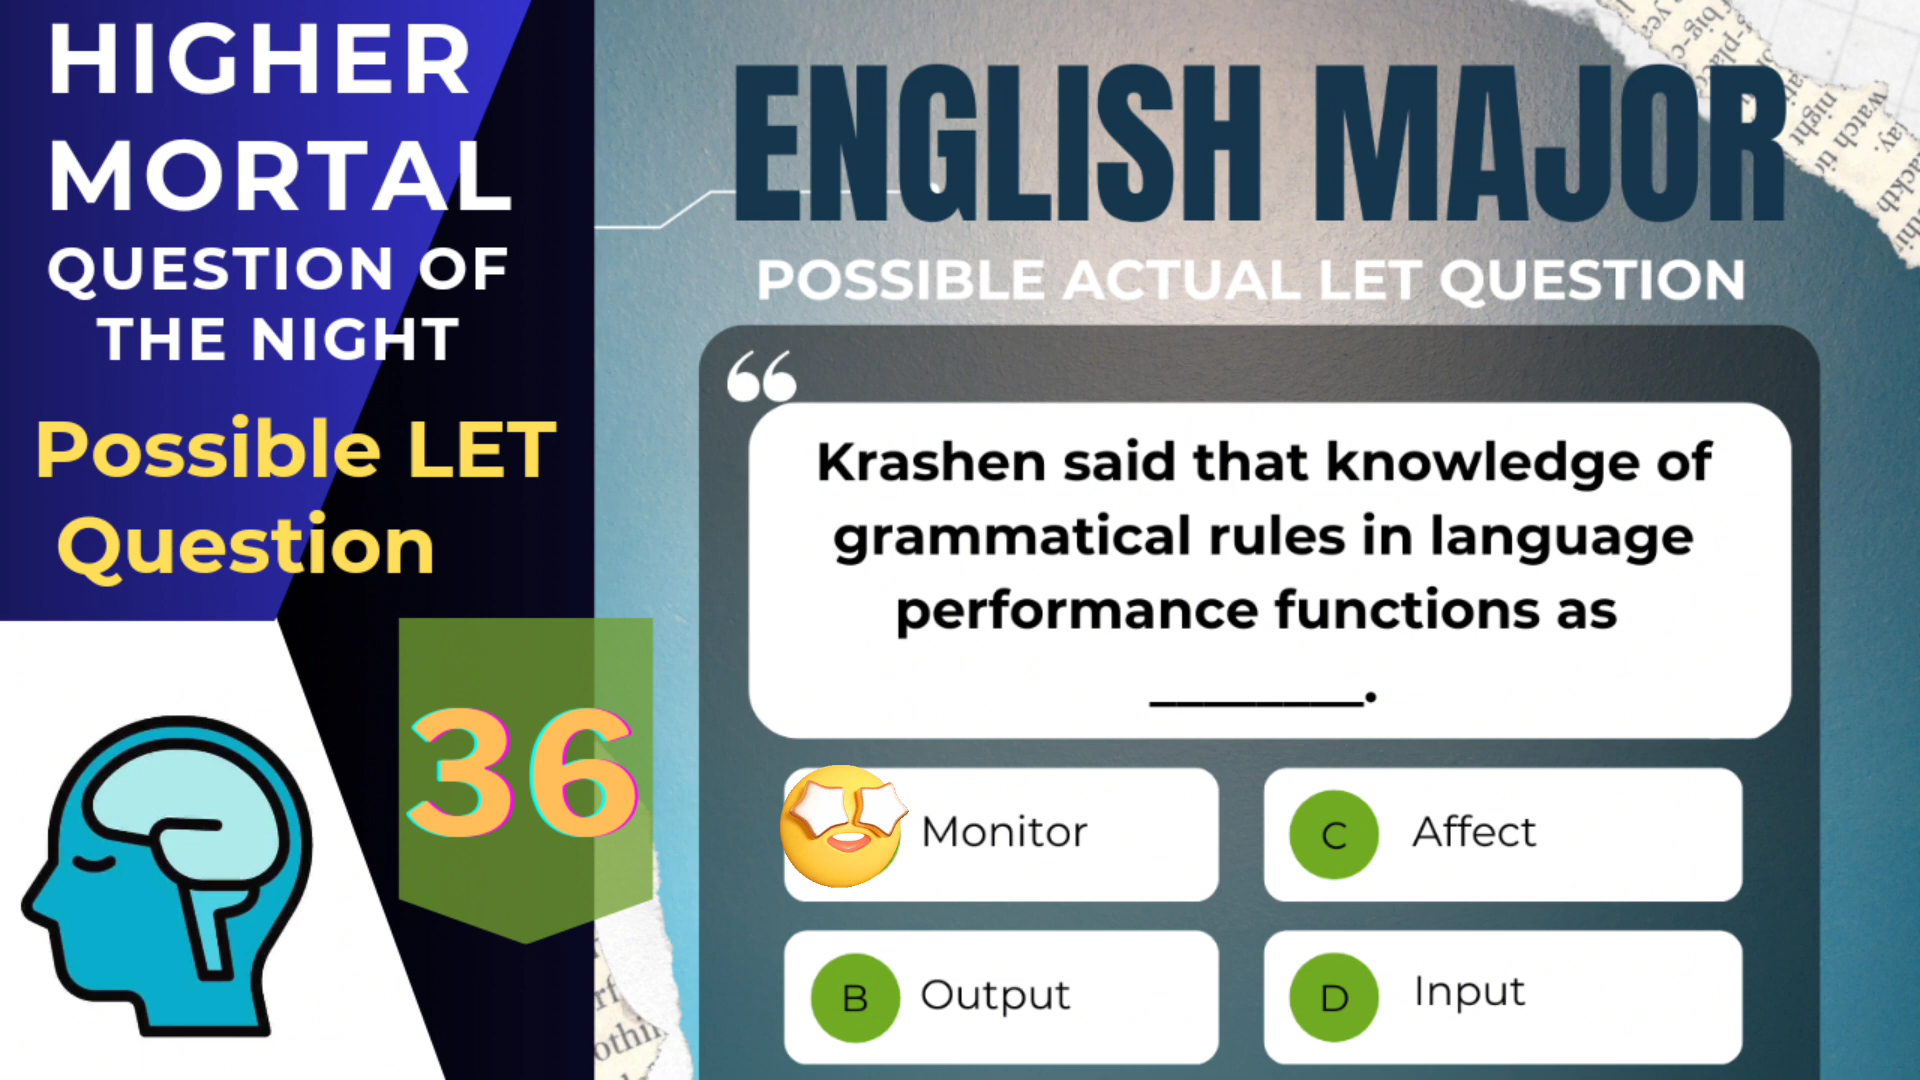 HIGHER
MORTAL
QUESTION OF
THE NIGHT
Possible LET
Question
36
ENGLISH MAJOR
POSSIBLE ACTUAL LET QUESTION
“
Krashen said that knowledge of
grammatical rules in language
performance functions as
________.
Monitor
B Output
C Affect
D Input